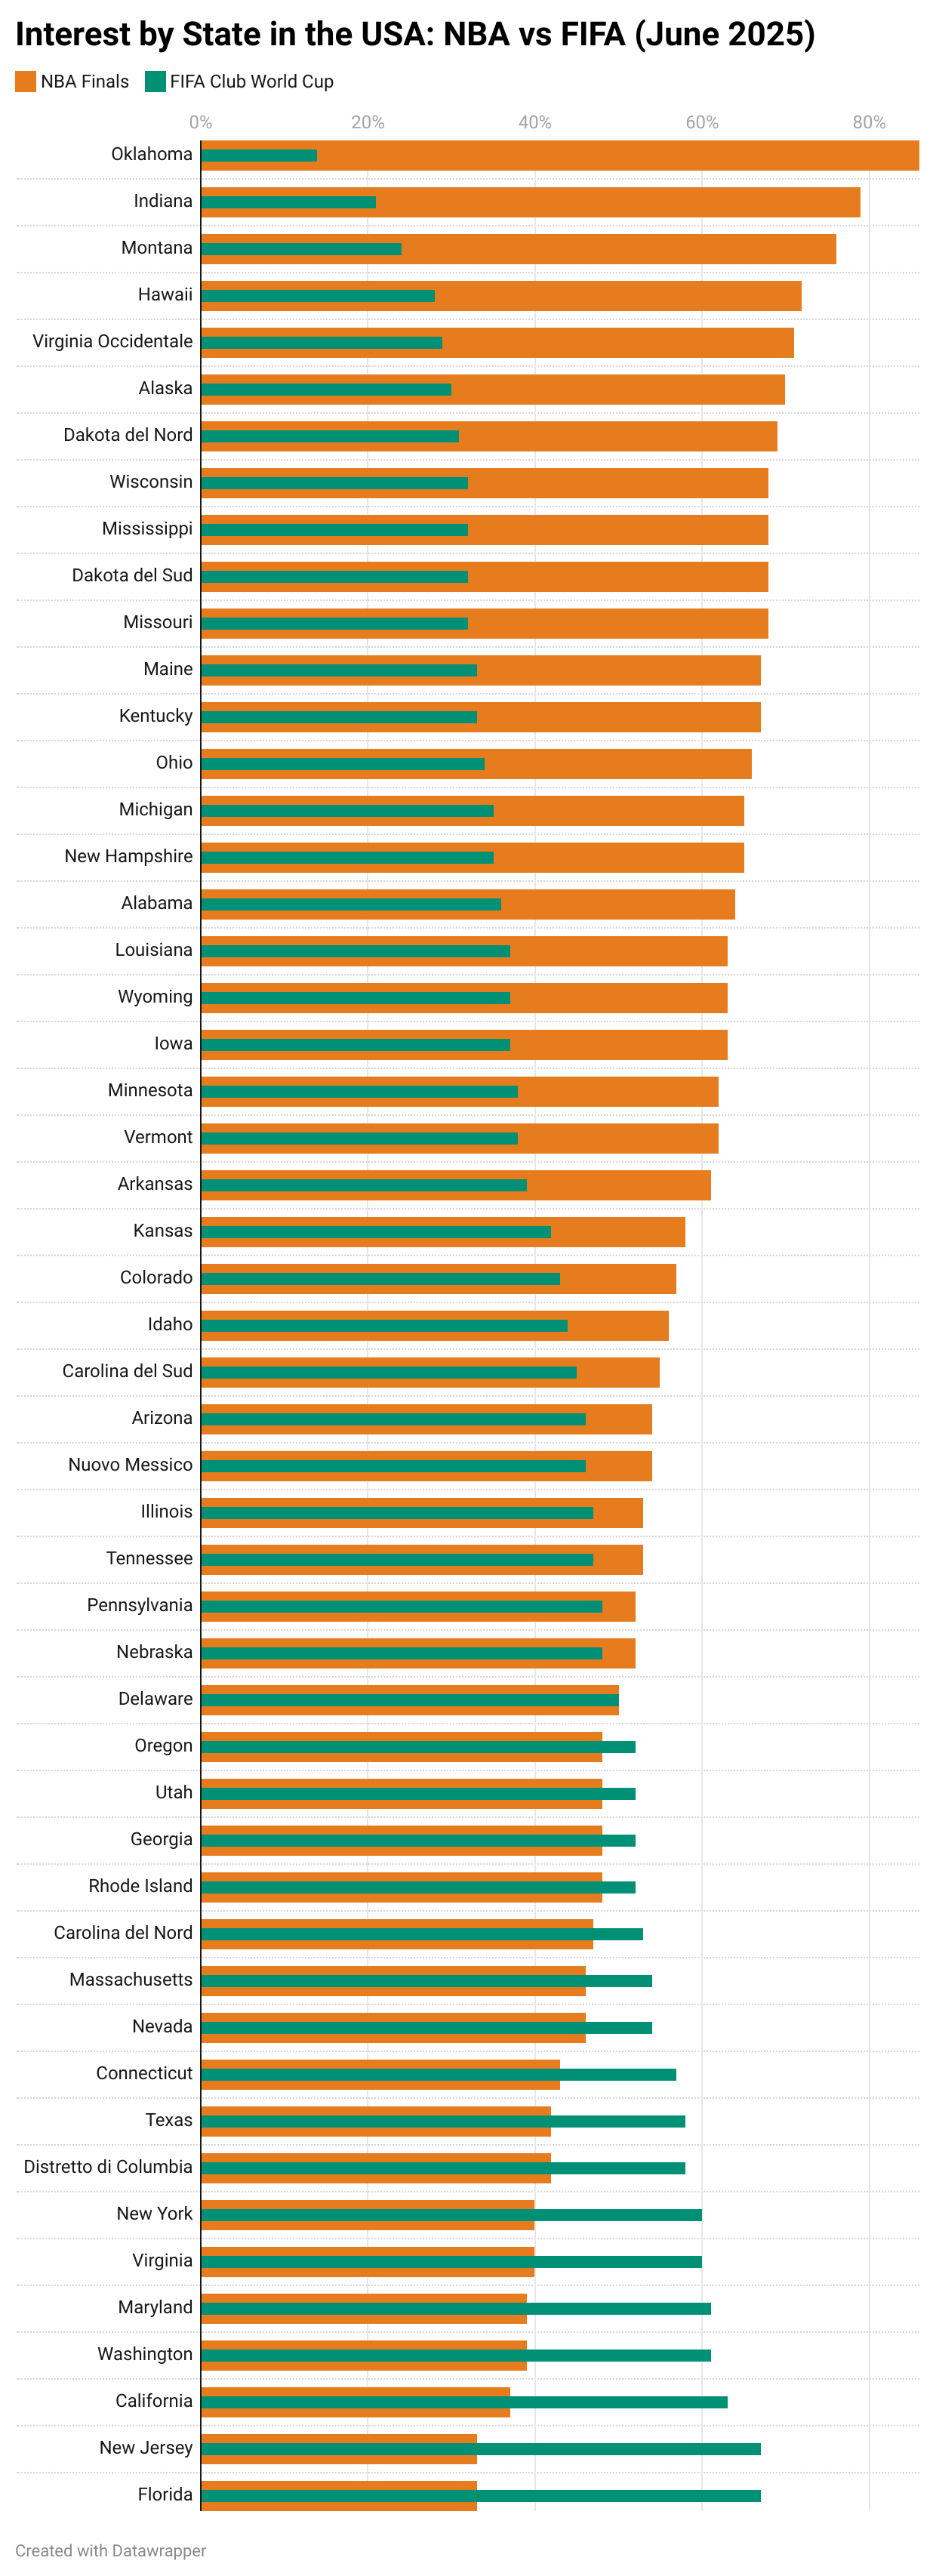 Interest by State in the USA: NBA vs FIFA (June 2025)
NBA Finals FIFA Club World Cup
0% 20% 40% 60% 80%
Oklahoma
Indiana
Montana
Hawaii
Virginia Occidentale
Alaska
Dakota del Nord
Wisconsin
Mississippi
Dakota del Sud
Missouri
Maine
Kentucky
Ohio
Michigan
New Hampshire
Alabama
Louisiana
Wyoming
Iowa
Minnesota
Vermont
Arkansas
Kansas
Colorado
Idaho
Carolina del Sud
Arizona
Nuovo Messico
Illinois
Tennessee
Pennsylvania
Nebraska
Delaware
Oregon
Utah
Georgia
Rhode Island
Carolina del Nord
Massachusetts
Nevada
Connecticut
Texas
Distretto di Columbia
New York
Virginia
Maryland
Washington
California
New Jersey
Florida
Created with Datawrapper